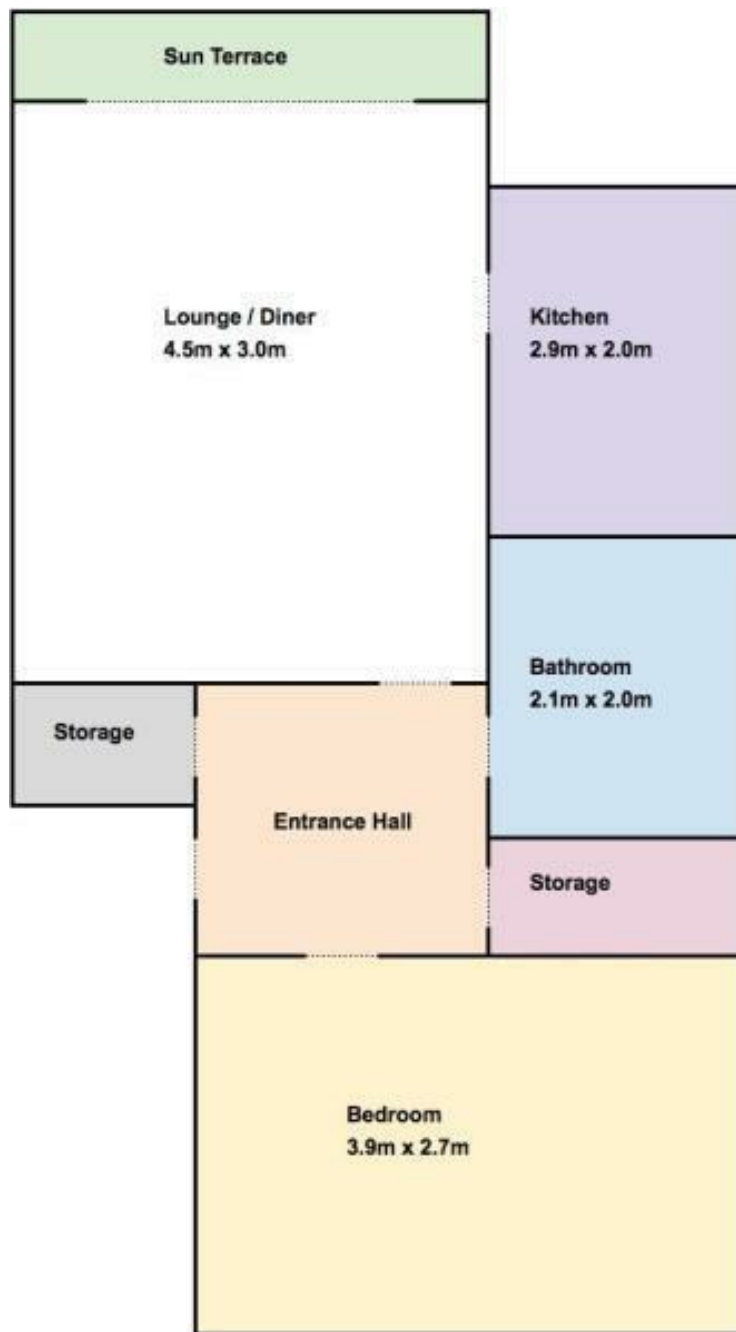 Sun Terrace
Lounge / Diner
4.5m x 3.0m
Kitchen
2.9m x 2.0m
Bathroom
2.1m x 2.0m
Storage
Entrance Hall
Storage
Bedroom
3.9m x 2.7m